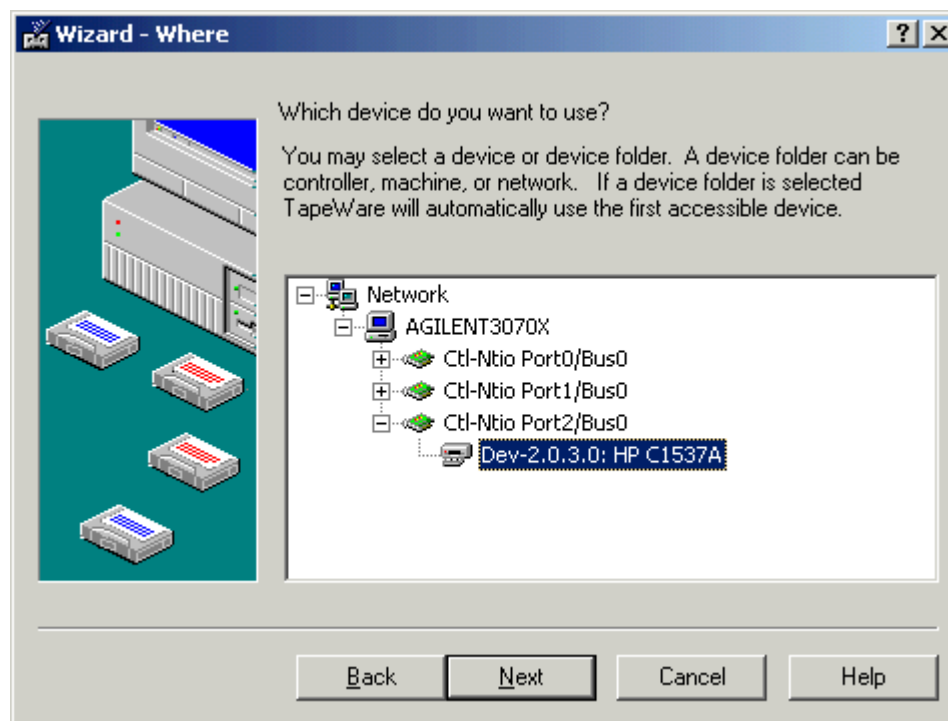 Wizard - Where
Which device do you want to use?
You may select a device or device folder. A device folder can be
controller, machine, or network. If a device folder is selected
TapeWare will automatically use the first accessible device.
Network
AGILENT3070X
Ctl-Ntio Port0/Bus0
Ctl-Ntio Port1/Bus0
Ctl-Ntio Port2/Bus0
Dev-2.0.3.0: HP C1537A
Back Next Cancel Help